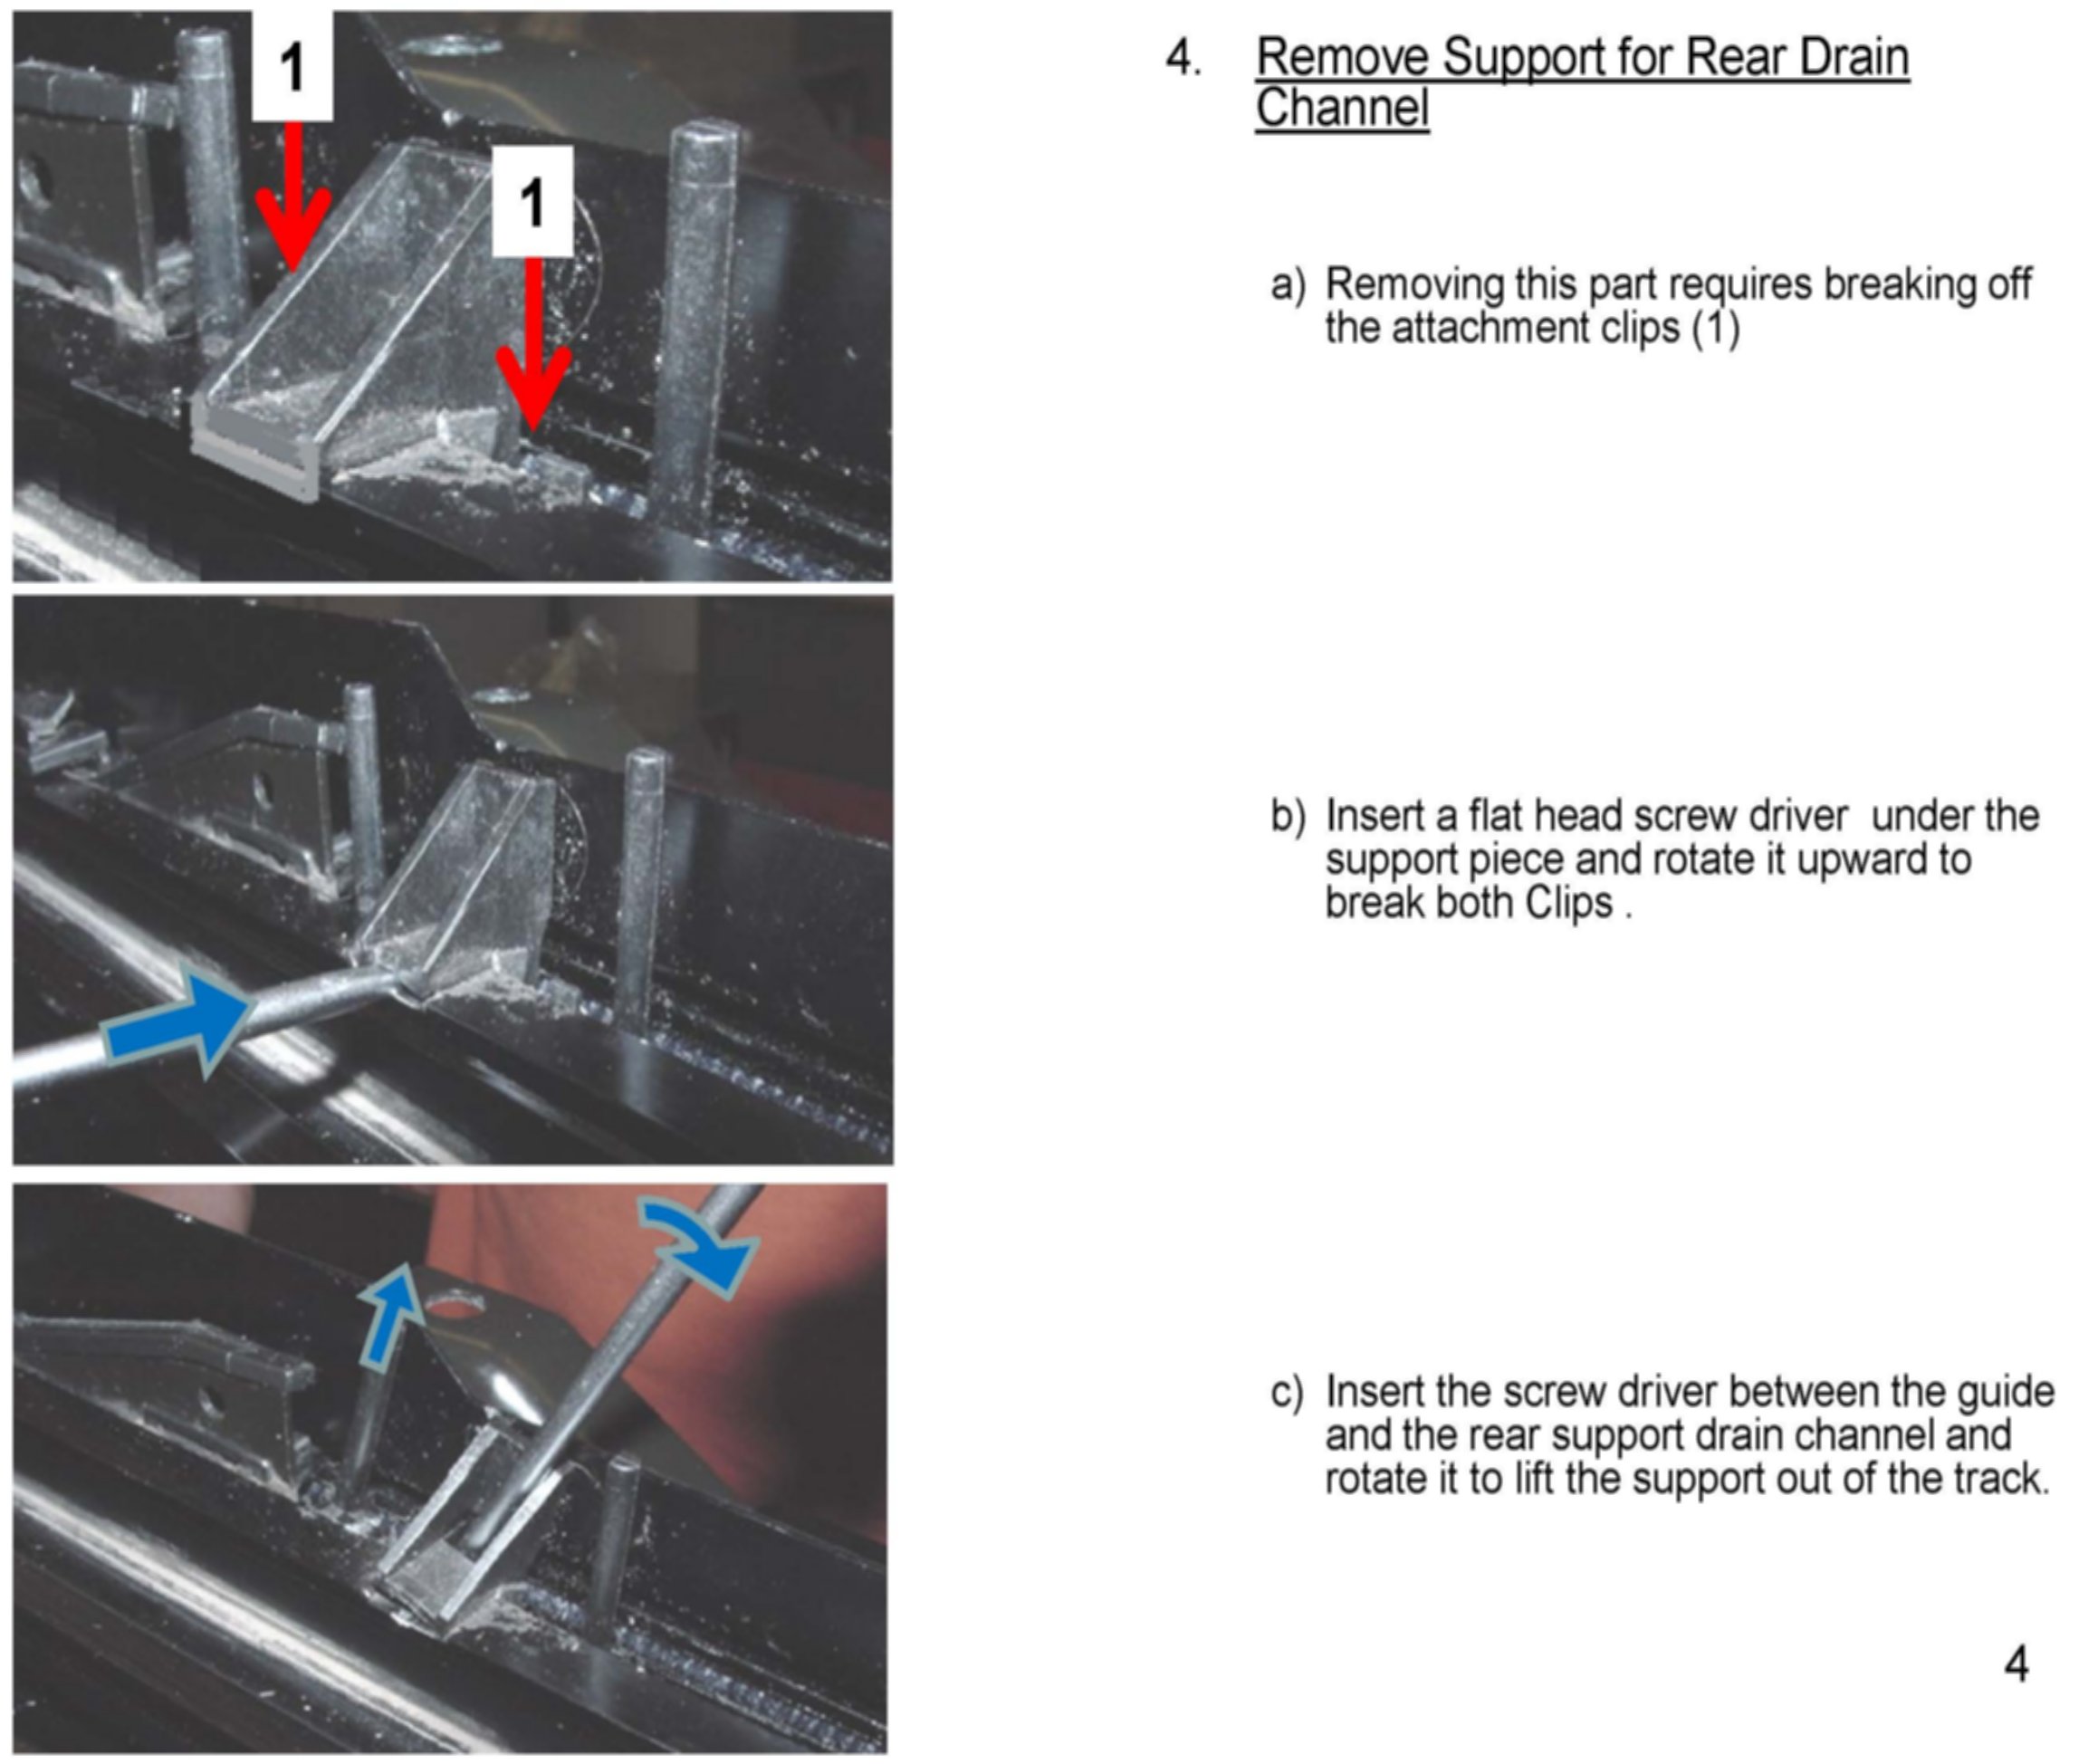 1
1
4. Remove Support for Rear Drain
Channel
a) Removing this part requires breaking off
the attachment clips (1)
b) Insert a flat head screw driver  under the
support piece and rotate it upward to
break both Clips .
c) Insert the screw driver between the guide
and the rear support drain channel and
rotate it to lift the support out of the track.
4